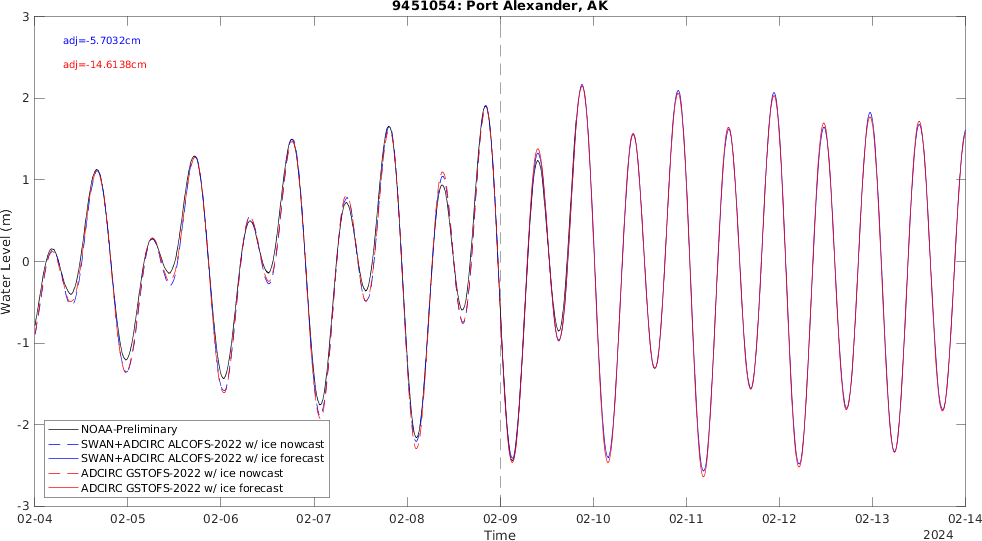 9451054: Port Alexander, AK
3
adj=-5.7032cm
adj=-14.6138cm
2
1
0
-1
-2
-3
Water Level (m)
NOAA-Preliminary
SWAN+ADCIRC ALCOFS-2022 w/ ice nowcast
SWAN+ADCIRC ALCOFS-2022 w/ ice forecast
ADCIRC GSTOFS-2022 w/ ice nowcast
ADCIRC GSTOFS-2022 w/ ice forecast
02-04 02-05 02-06 02-07 02-08 02-09 02-10 02-11 02-12 02-13 02-14
Time
2024